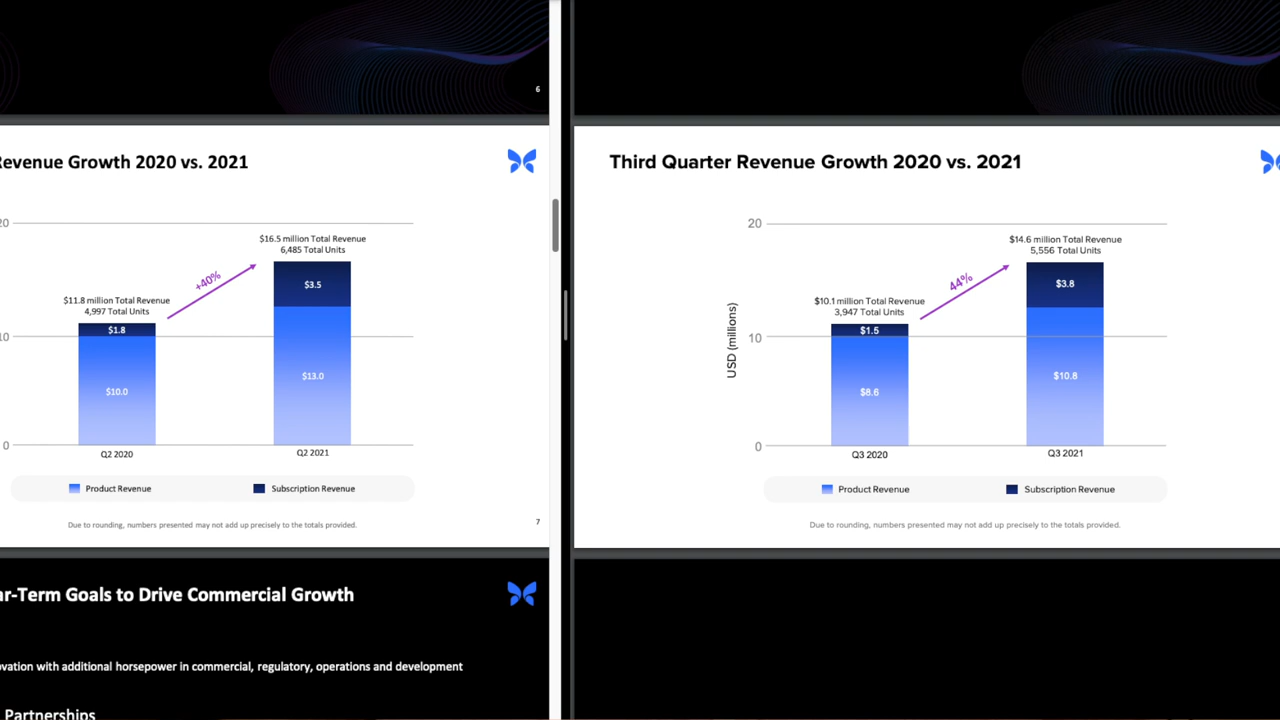 6
Revenue Growth 2020 vs. 2021
20
$16.5 million Total Revenue
6,485 Total Units
+40%
$3.5
$11.8 million Total Revenue
4,997 Total Units
$1.8
10
$13.0
$10.0
0
Q2 2020
Q2 2021
Product Revenue
Subscription Revenue
Due to rounding, numbers presented may not add up precisely to the totals provided.
7
Term Goals to Drive Commercial Growth
with additional horsepower in commercial, regulatory, operations and development
Partnerships
Third Quarter Revenue Growth 2020 vs. 2021
20
$14.6 million Total Revenue
5,556 Total Units
44%
$3.8
$10.1 million Total Revenue
3,947 Total Units
$1.5
10
USD (millions)
$10.8
$8.6
0
Q3 2020
Q3 2021
Product Revenue
Subscription Revenue
Due to rounding, numbers presented may not add up precisely to the totals provided.